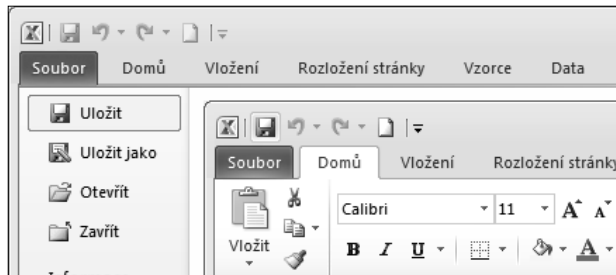 Soubor Domů Vložení Rozložení stránky Vzorce Data
Uložit
Uložit jako
Otevřít
Zavřít
Soubor Domů Vložení Rozložení stránky
Calibri 11 A A
Vložit
B I U A